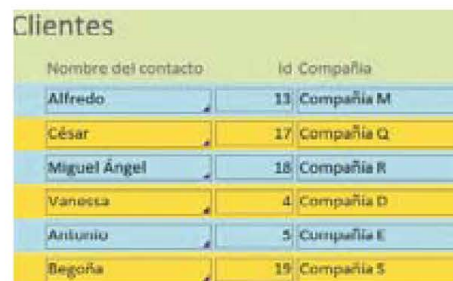 Clientes
Nombre del contacto Id Compañia
Alfredo 13 Compañía M
César 17 Compañía Q
Miguel Ángel 18 Compañía R
Vanessa 4 Compañía D
Antonio 5 Compañía E
Begoña 19 Compañía S